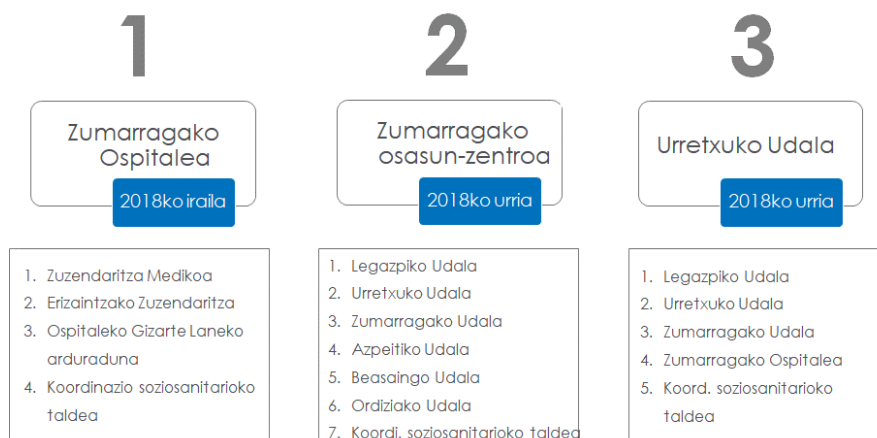 1
Zumarragako
Ospitalea
2018ko iraila
1. Zuzendaritza Medikoa
2. Erizaintzako Zuzendaritza
3. Ospitaleko Gizarte Laneko
arduraduna
4. Koordinazio soziosanitarioko
taldea
2
Zumarragako
osasun-zentroa
2018ko urria
1. Legazpiko Udala
2. Urretxuko Udala
3. Zumarragako Udala
4. Azpeitiko Udala
5. Beasaingo Udala
6. Ordiziako Udala
7. Koordi. soziosanitarioko taldea
3
Urretxuko Udala
2018ko urria
1. Legazpiko Udala
2. Urretxuko Udala
3. Zumarragako Udala
4. Zumarragako Ospitalea
5. Koord. soziosanitarioko
taldea